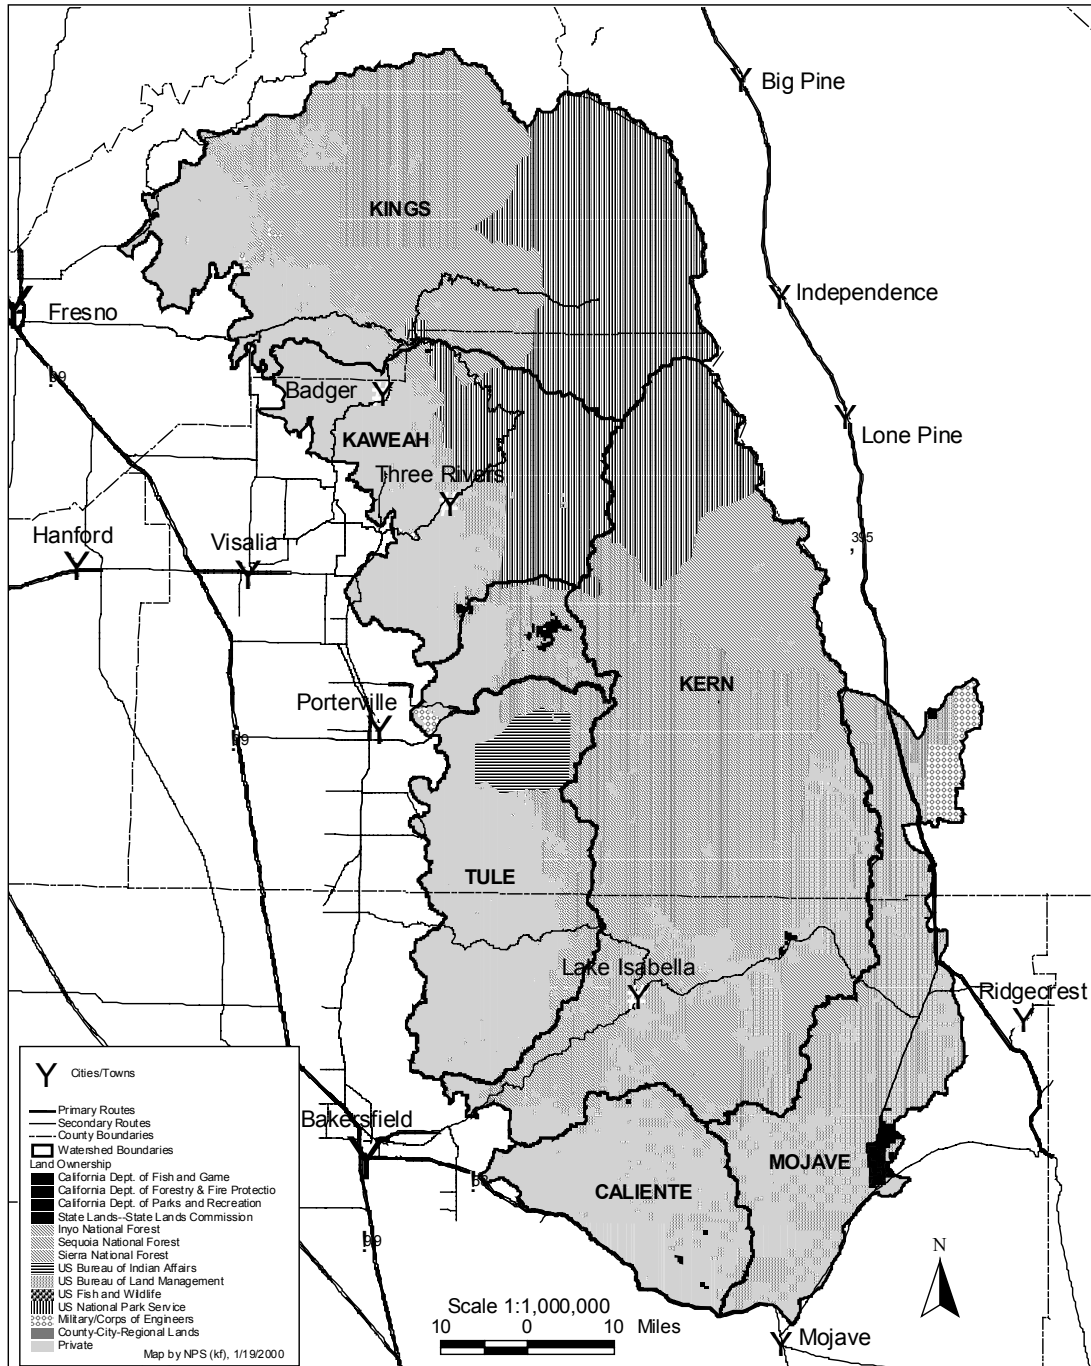 Big Pine
KINGS
Independence
Fresno
99
Badger
KAWEAH
Lone Pine
Three Rivers
Hanford
Visalia
395
KERN
Porterville
99
TULE
Lake Isabella
Ridgecrest
Bakersfield
MOJAVE
CALIENTE
58
99
Mojave
N
Scale 1:1,000,000
10 0 10 Miles
Cities/Towns
Primary Routes
Secondary Routes
County Boundaries
Watershed Boundaries
Land Ownership
California Dept. of Fish and Game
California Dept. of Forestry & Fire Protectio
California Dept. of Parks and Recreation
State Lands--State Lands Commission
Inyo National Forest
Sequoia National Forest
Sierra National Forest
US Bureau of Indian Affairs
US Bureau of Land Management
US Fish and Wildlife
US National Park Service
Military/Corps of Engineers
County-City-Regional Lands
Private
Map by NPS (kf), 1/19/2000